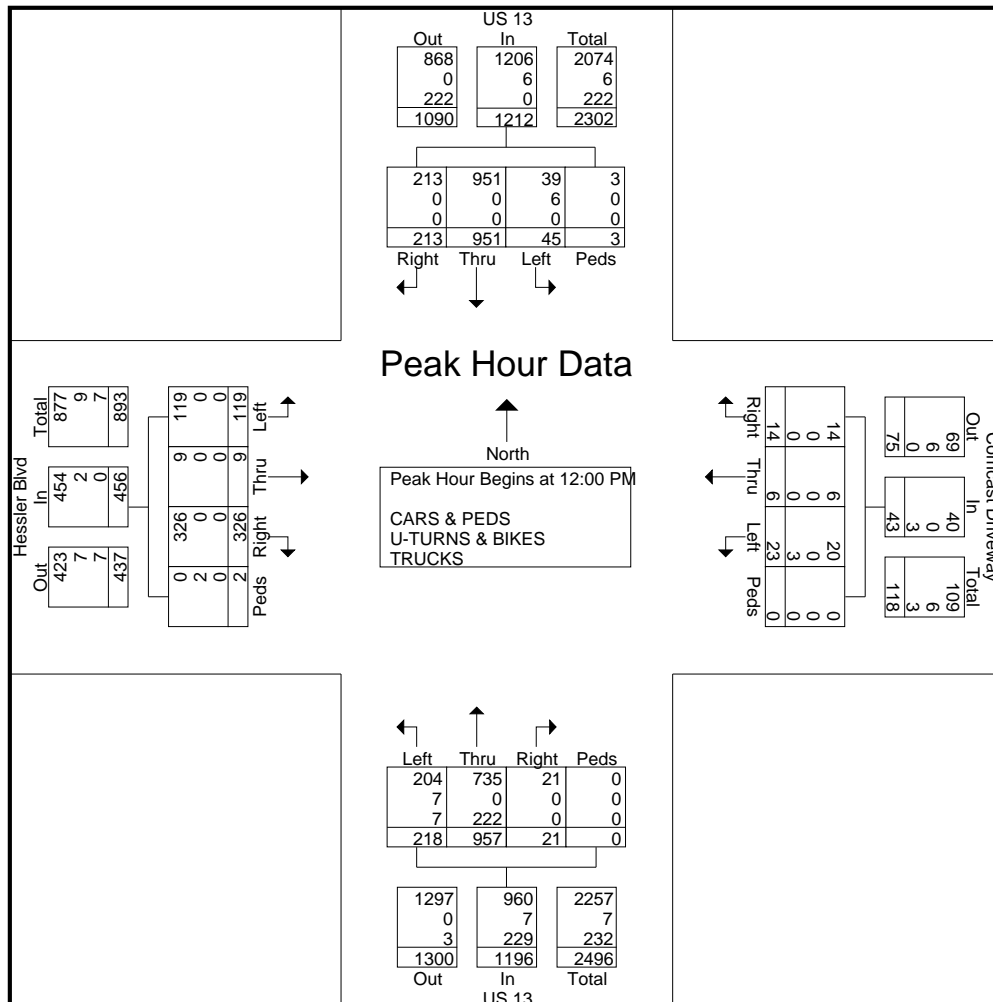 US 13
Out In Total
868 1206 2074
0 6 6
222 0 222
1090 1212 2302
213 951 39 3
0 0 6 0
0 0 0 0
213 951 45 3
Right Thru Left Peds
Peak Hour Data
North
Peak Hour Begins at 12:00 PM
CARS & PEDS
U-TURNS & BIKES
TRUCKS
Hessler Blvd
Total In Out
877 454 423
9 2 7
7 0 7
893 456 437
119 9 326 0
0 0 0 2
0 0 0 0
119 9 326 2
Left Thru Right Peds
Comcast Driveway
Out In Total
69 40 109
6 0 6
0 3 3
75 43 118
14 6 20 0
0 0 0 0
0 0 3 0
14 6 23 0
Right Thru Left Peds
Left Thru Right Peds
204 735 21 0
7 0 0 0
7 222 0 0
218 957 21 0
1297 960 2257
0 7 7
3 229 232
1300 1196 2496
Out In Total
US 13